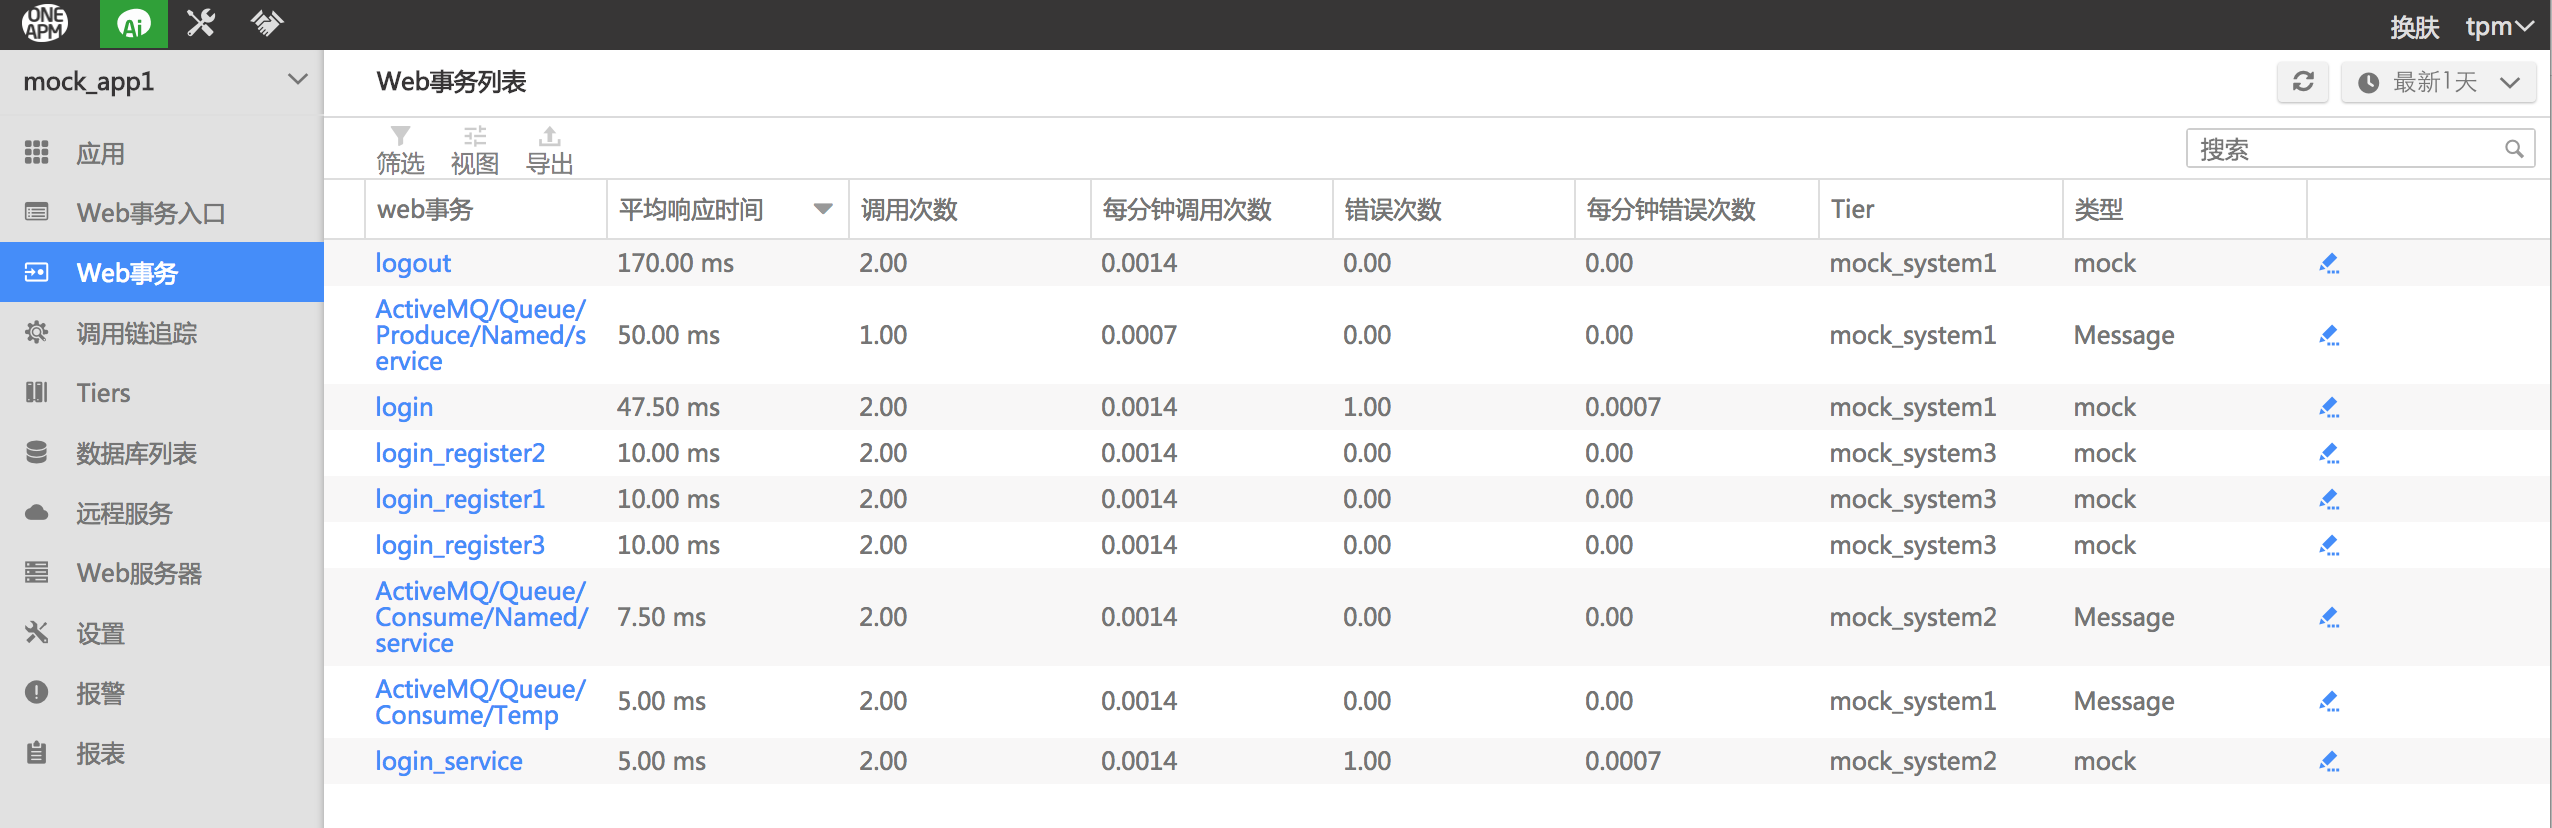 ONE
APM
Ai
换肤 tpm
mock_app1
Web事务列表
最新1天
应用
Web事务入口
Web事务
调用链追踪
Tiers
数据库列表
远程服务
Web服务器
设置
报警
报表
筛选 视图 导出
搜索
web事务 平均响应时间 调用次数 每分钟调用次数 错误次数 每分钟错误次数 Tier 类型
logout 170.00 ms 2.00 0.0014 0.00 0.00 mock_system1 mock
ActiveMQ/Queue/
Produce/Named/s
ervice
50.00 ms 1.00 0.0007 0.00 0.00 mock_system1 Message
login 47.50 ms 2.00 0.0014 1.00 0.0007 mock_system1 mock
login_register2 10.00 ms 2.00 0.0014 0.00 0.00 mock_system3 mock
login_register1 10.00 ms 2.00 0.0014 0.00 0.00 mock_system3 mock
login_register3 10.00 ms 2.00 0.0014 0.00 0.00 mock_system3 mock
ActiveMQ/Queue/
Consume/Named/
service
7.50 ms 2.00 0.0014 0.00 0.00 mock_system2 Message
ActiveMQ/Queue/
Consume/Temp
5.00 ms 2.00 0.0014 0.00 0.00 mock_system1 Message
login_service 5.00 ms 2.00 0.0014 1.00 0.0007 mock_system2 mock